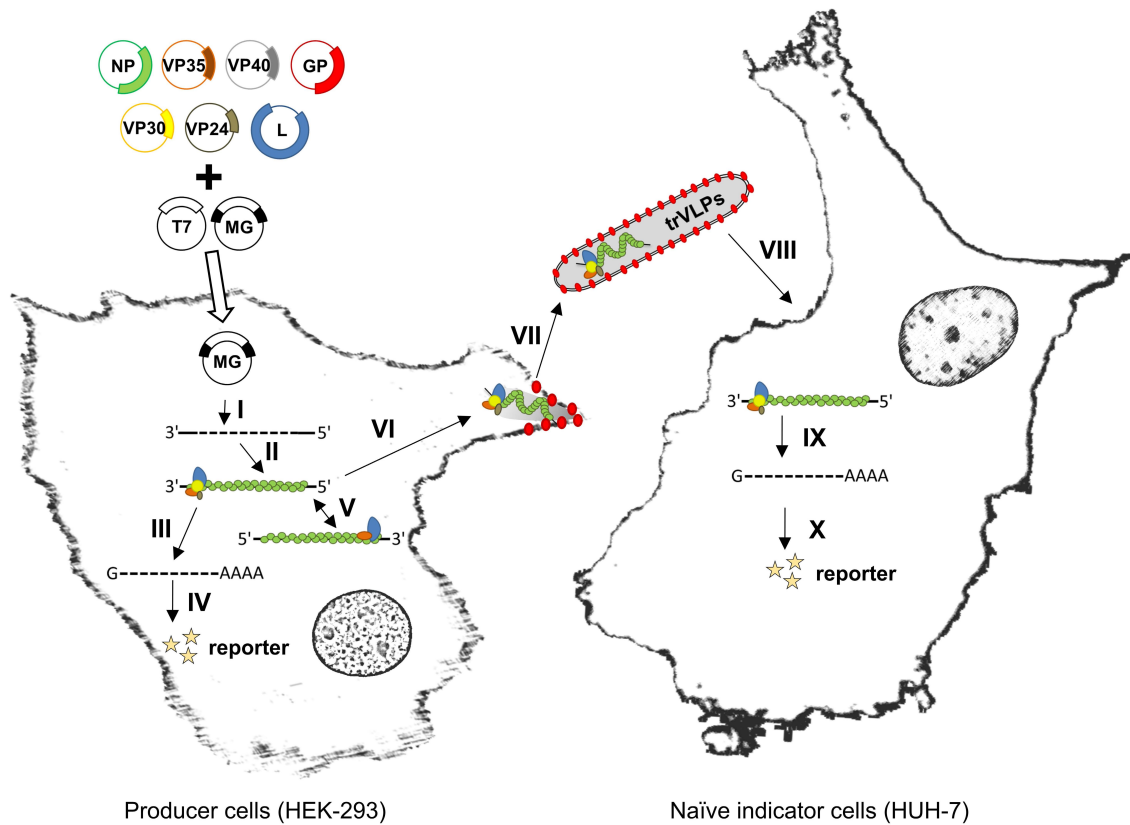 NP
VP35
VP40
GP
VP30
VP24
L
+
T7
MG
MG
I
3'
5'
II
3'
5'
III
V
5'
3'
G
AAAA
IV
reporter
VI
VII
trVLPs
VIII
3'
5'
IX
G
AAAA
X
reporter
Producer cells (HEK-293)
Naïve indicator cells (HUH-7)